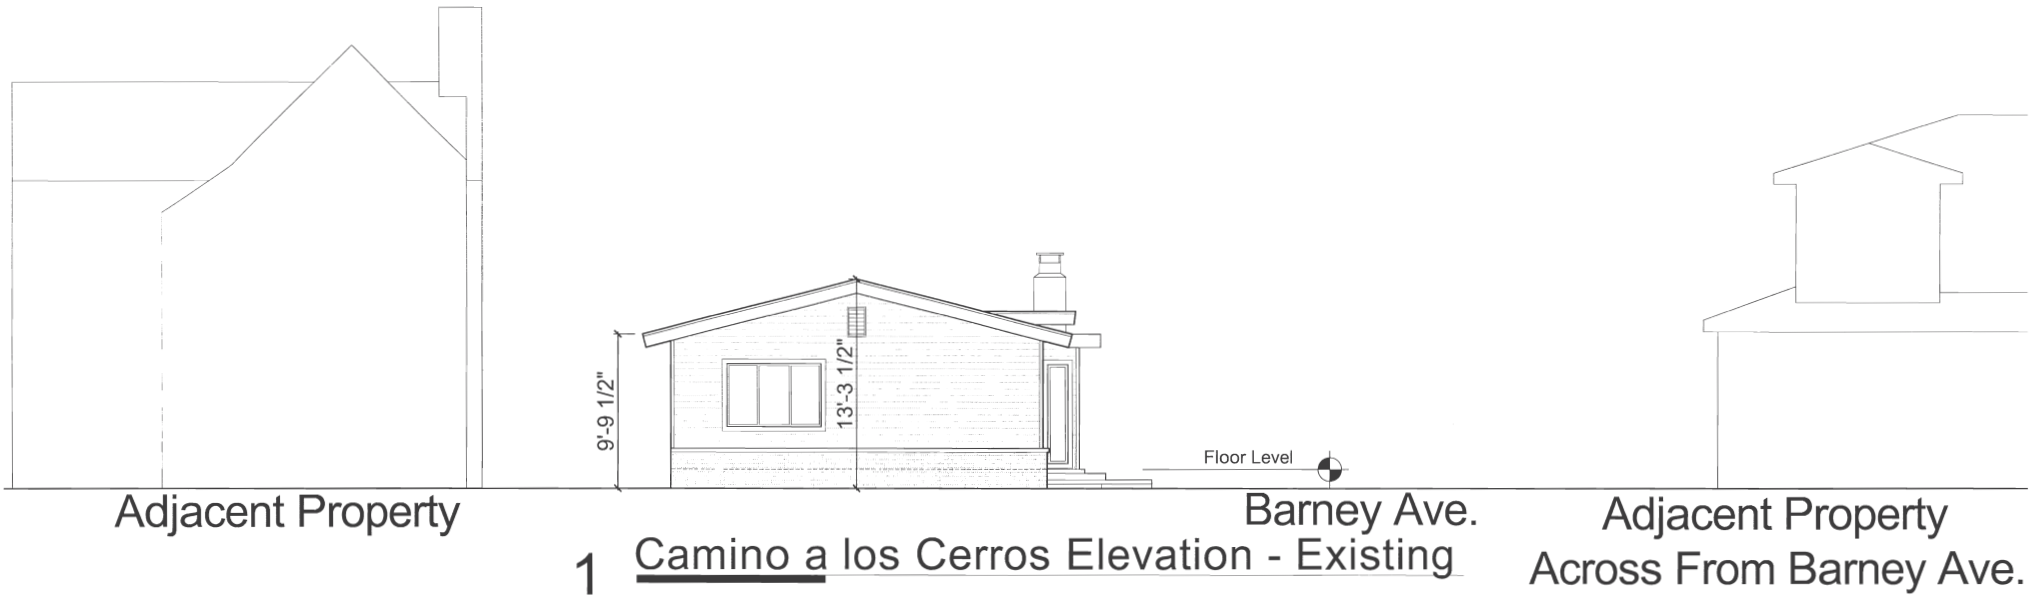 9'-9 1/2"
13'-3 1/2"
Floor Level
Adjacent Property
Barney Ave.
Adjacent Property
Across From Barney Ave.
1 Camino a los Cerros Elevation - Existing